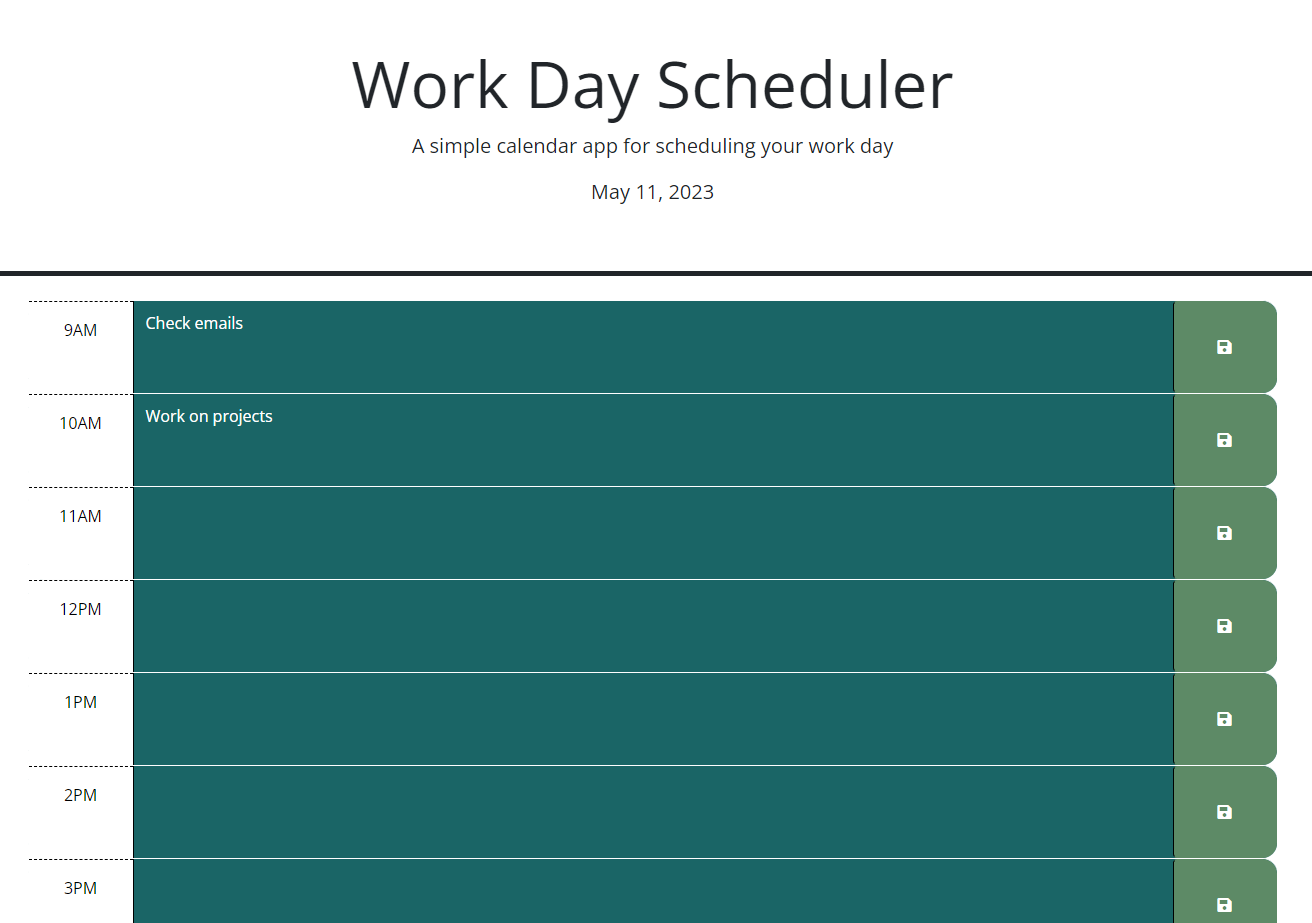 Work Day Scheduler
A simple calendar app for scheduling your work day
May 11, 2023
9AM
Check emails
10AM
Work on projects
11AM
12PM
1PM
2PM
3PM